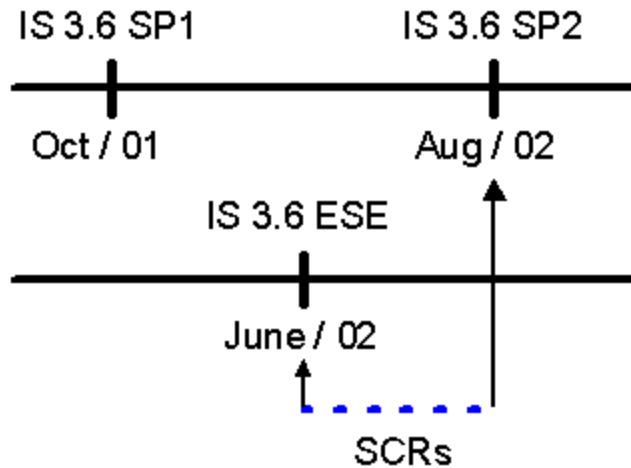 IS 3.6 SP1
IS 3.6 SP2
Oct / 01
Aug / 02
IS 3.6 ESE
June / 02
SCRs